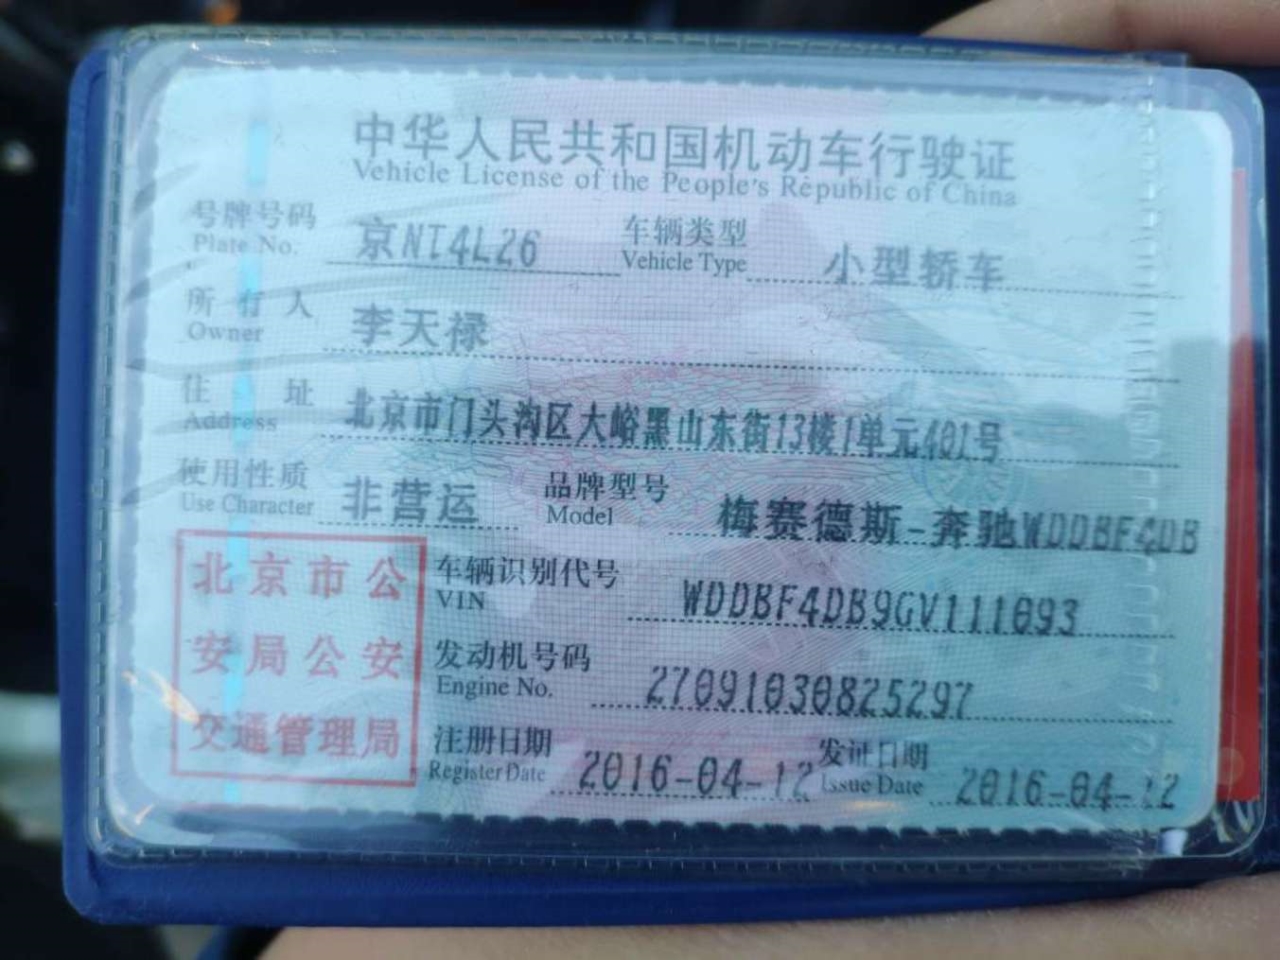 中华人民共和国机动车行驶证
Vehicle License of the People's Republic of China
号牌号码 京NT4L26 车辆类型 小型轿车
Plate No. Vehicle Type
所有人 李天禄
Owner
住址 北京市门头沟区大峪黑山东街13楼1单元401号
Address
使用性质 非营运 品牌型号 梅赛德斯-奔驰WDDBF4DB
Use Character Model
北京市公
安局公安
交通管理局
车辆识别代号 WDDBF4DB9GV111093
VIN
发动机号码 27091030825297
Engine No.
注册日期 2016-04-12 发证日期 2016-04-12
Register Date Issue Date